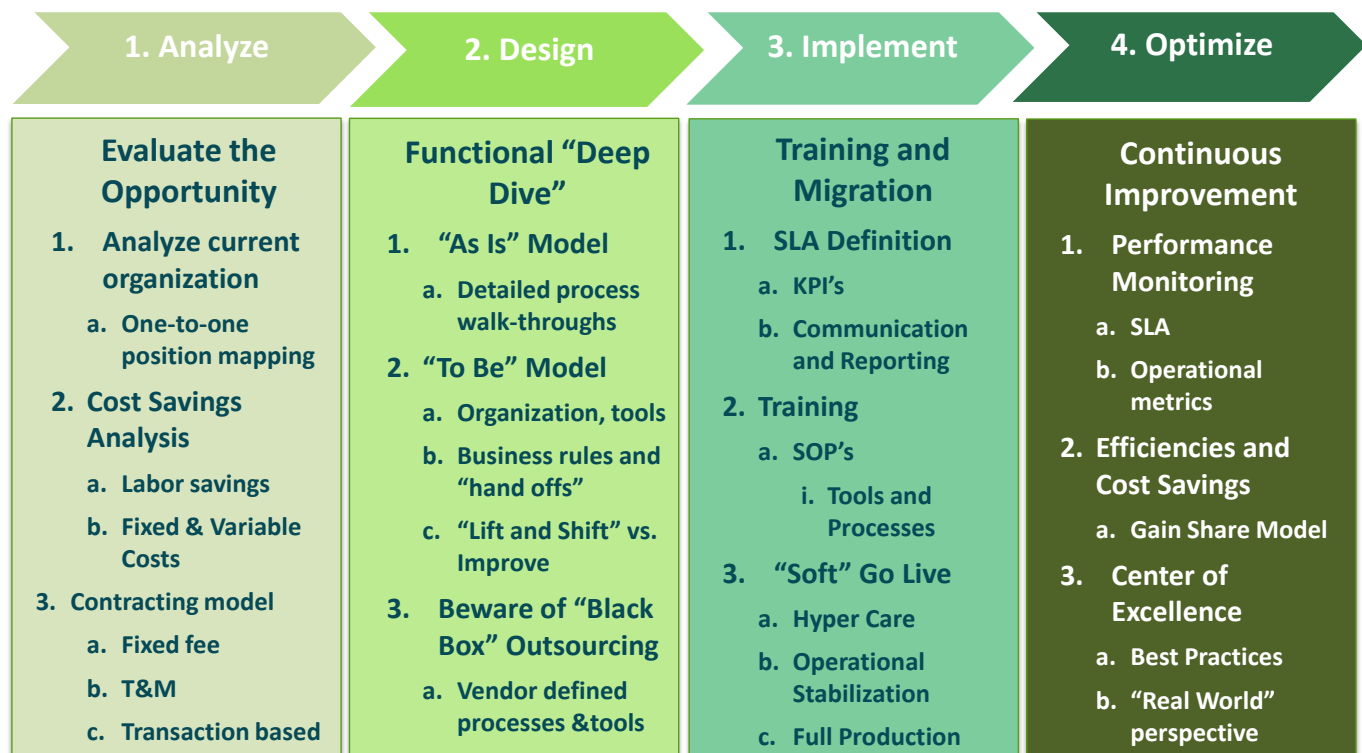 1. Analyze
2. Design
3. Implement
4. Optimize
Evaluate the
Opportunity
1. Analyze current
organization
a. One-to-one
position mapping
2. Cost Savings
Analysis
a. Labor savings
b. Fixed & Variable
Costs
3. Contracting model
a. Fixed fee
b. T&M
c. Transaction based
Functional “Deep
Dive”
1. “As Is” Model
a. Detailed process
walk-throughs
2. “To Be” Model
a. Organization, tools
b. Business rules and
“hand offs”
c. “Lift and Shift” vs.
Improve
3. Beware of “Black
Box” Outsourcing
a. Vendor defined
processes &tools
Training and
Migration
1. SLA Definition
a. KPI’s
b. Communication
and Reporting
2. Training
a. SOP’s
i. Tools and
Processes
3. “Soft” Go Live
a. Hyper Care
b. Operational
Stabilization
c. Full Production
Continuous
Improvement
1. Performance
Monitoring
a. SLA
b. Operational
metrics
2. Efficiencies and
Cost Savings
a. Gain Share Model
3. Center of
Excellence
a. Best Practices
b. “Real World”
perspective